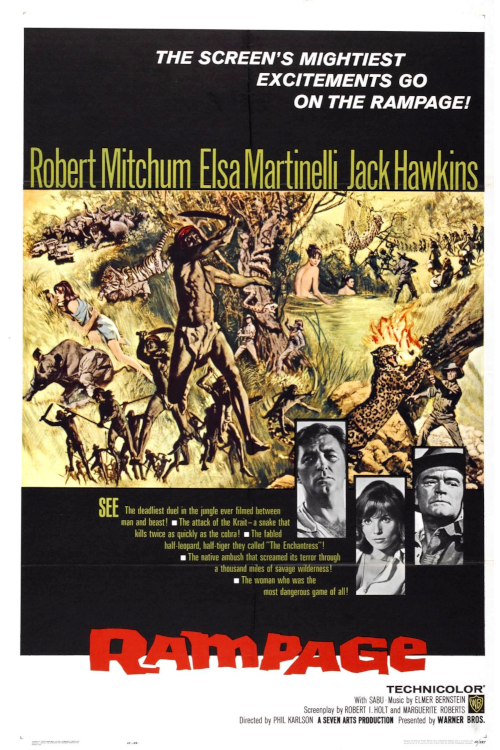 THE SCREEN'S MIGHTIEST
EXCITEMENTS GO
ON THE RAMPAGE!
Robert Mitchum Elsa Martinelli Jack Hawkins
SEE The deadliest duel in the jungle ever filmed between
man and beast! ■ The attack of the Krait—a snake that
kills twice as quickly as the cobra! ■ The fabled
half-leopard, half-tiger they called "The Enchantress"!
■ The native ambush that screamed its terror through
a thousand miles of savage wilderness!
■ The woman who was the
most dangerous game of all!
RAMPAGE
TECHNICOLOR®
With SABU · Music by ELMER BERNSTEIN
Screenplay by ROBERT I. HOLT and MARGUERITE ROBERTS
Directed by PHIL KARLSON A SEVEN ARTS PRODUCTION Presented by WARNER BROS.
WB